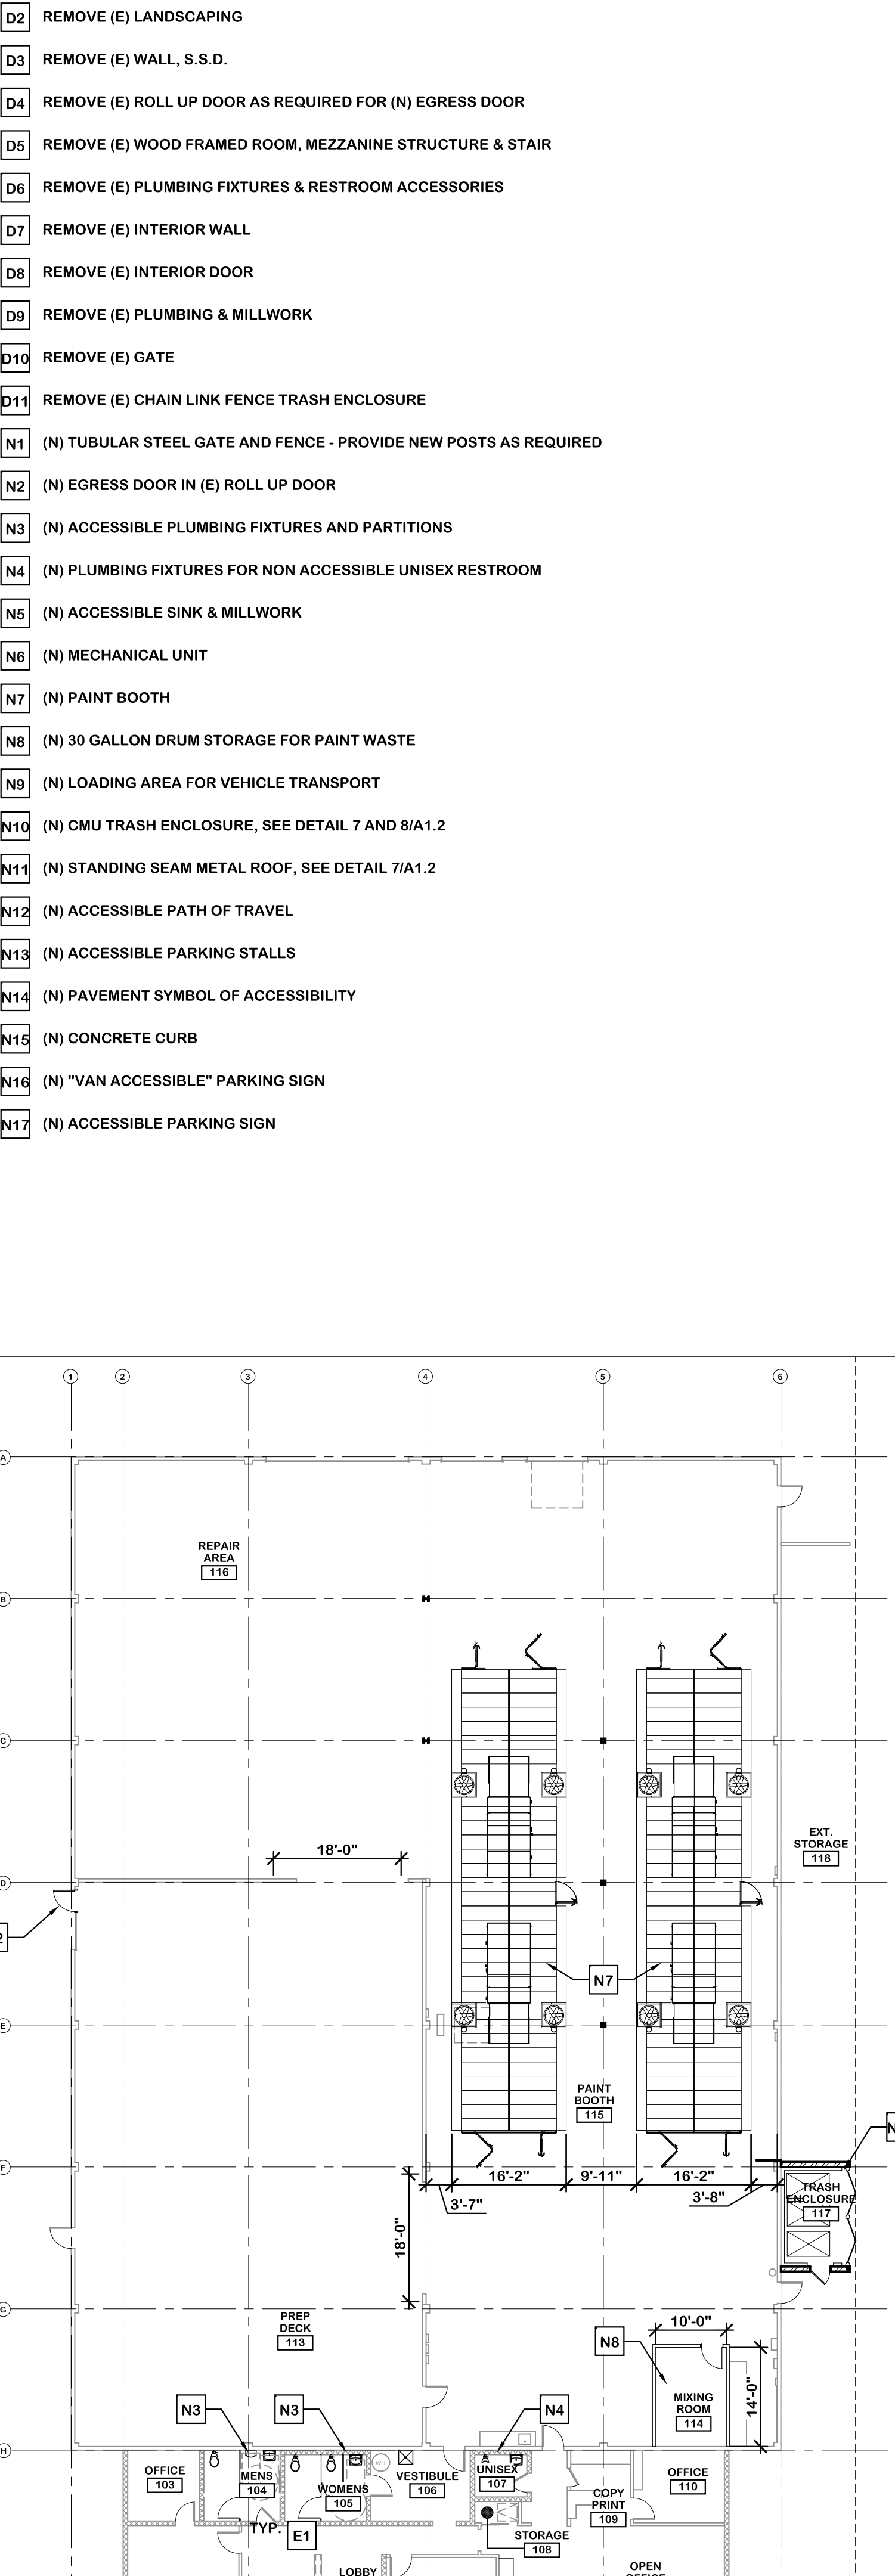 D2 REMOVE (E) LANDSCAPING
D3 REMOVE (E) WALL, S.S.D.
D4 REMOVE (E) ROLL UP DOOR AS REQUIRED FOR (N) EGRESS DOOR
D5 REMOVE (E) WOOD FRAMED ROOM, MEZZANINE STRUCTURE & STAIR
D6 REMOVE (E) PLUMBING FIXTURES & RESTROOM ACCESSORIES
D7 REMOVE (E) INTERIOR WALL
D8 REMOVE (E) INTERIOR DOOR
D9 REMOVE (E) PLUMBING & MILLWORK
D10 REMOVE (E) GATE
D11 REMOVE (E) CHAIN LINK FENCE TRASH ENCLOSURE
N1 (N) TUBULAR STEEL GATE AND FENCE - PROVIDE NEW POSTS AS REQUIRED
N2 (N) EGRESS DOOR IN (E) ROLL UP DOOR
N3 (N) ACCESSIBLE PLUMBING FIXTURES AND PARTITIONS
N4 (N) PLUMBING FIXTURES FOR NON ACCESSIBLE UNISEX RESTROOM
N5 (N) ACCESSIBLE SINK & MILLWORK
N6 (N) MECHANICAL UNIT
N7 (N) PAINT BOOTH
N8 (N) 30 GALLON DRUM STORAGE FOR PAINT WASTE
N9 (N) LOADING AREA FOR VEHICLE TRANSPORT
N10 (N) CMU TRASH ENCLOSURE, SEE DETAIL 7 AND 8/A1.2
N11 (N) STANDING SEAM METAL ROOF, SEE DETAIL 7/A1.2
N12 (N) ACCESSIBLE PATH OF TRAVEL
N13 (N) ACCESSIBLE PARKING STALLS
N14 (N) PAVEMENT SYMBOL OF ACCESSIBILITY
N15 (N) CONCRETE CURB
N16 (N) "VAN ACCESSIBLE" PARKING SIGN
N17 (N) ACCESSIBLE PARKING SIGN
1 2 3 4 5 6
A
REPAIR
AREA
116
B
C
EXT.
STORAGE
118
18'-0"
D
N7
E
PAINT
BOOTH
115
F
16'-2" 9'-11" 16'-2"
3'-7" 3'-8"
TRASH
ENCLOSURE
117
18'-0"
G
PREP
DECK
113
10'-0"
N8
MIXING
ROOM
114
14'-0"
N3 N3 N4
H
OFFICE
103
MENS
104
WOMENS
105
WH
VESTIBULE
106
UNISEX
107
COPY
PRINT
109
OFFICE
110
TYP. E1
STORAGE
108
LOBBY
OPEN